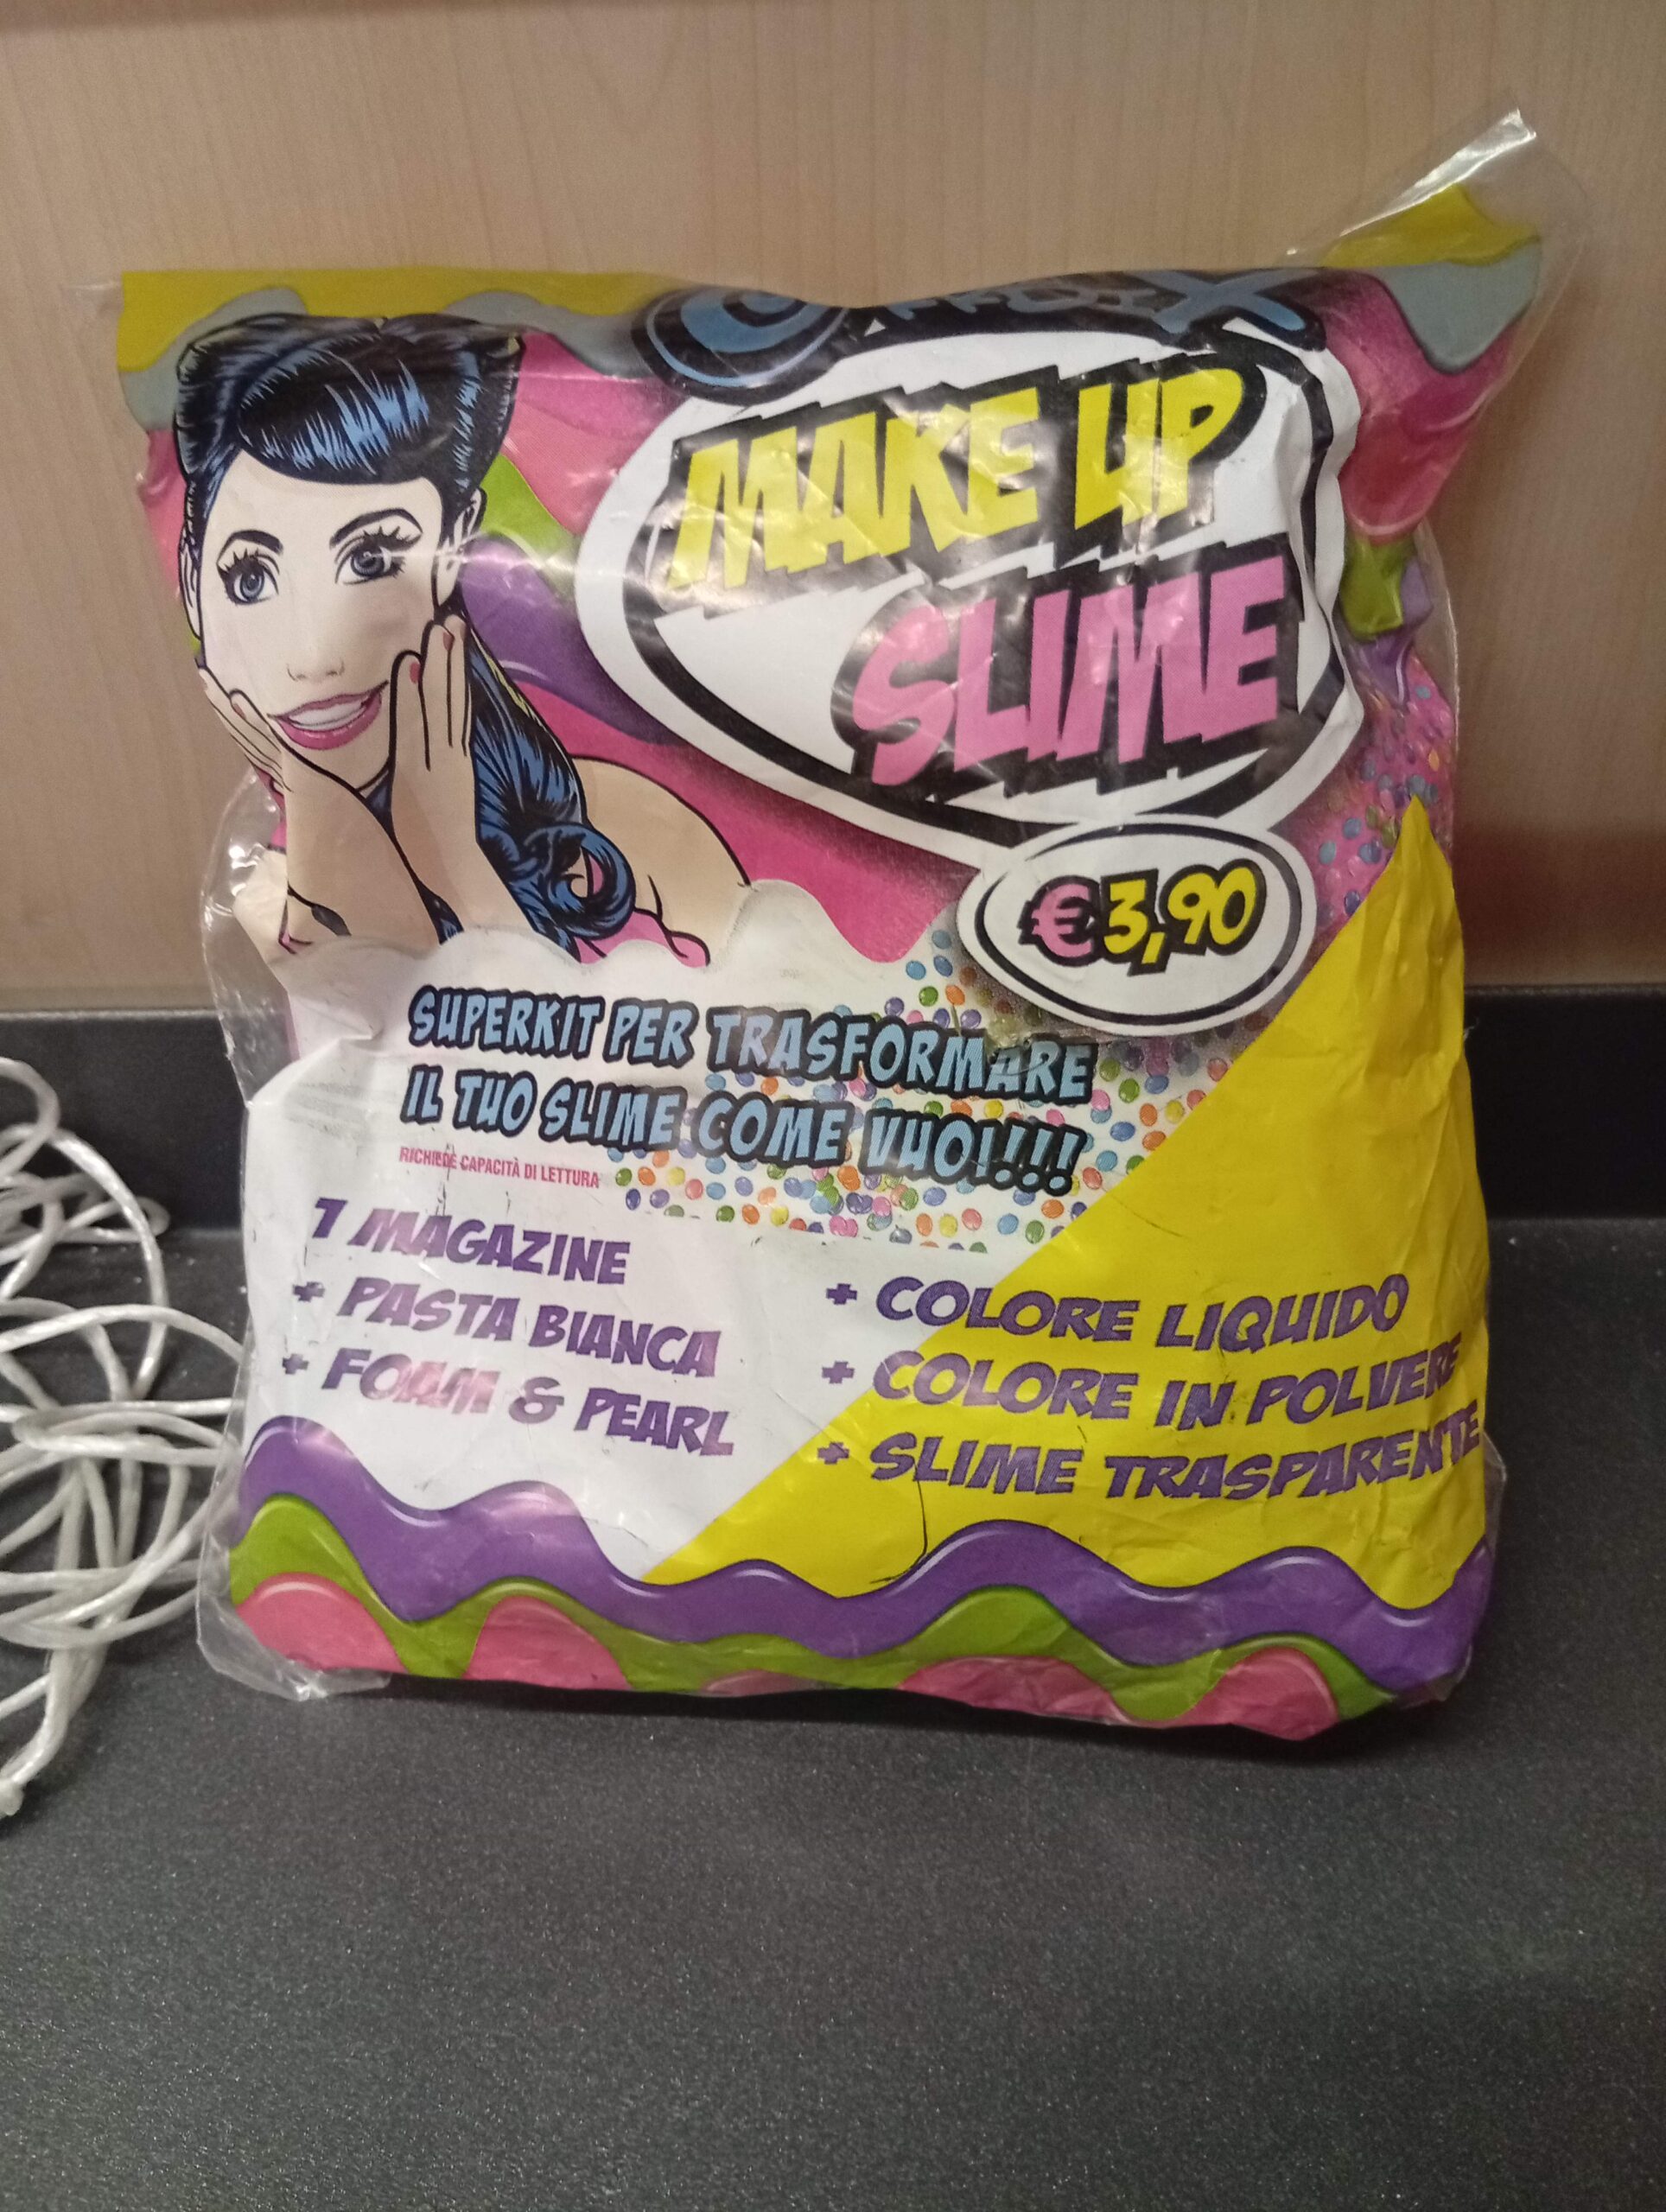 MAKE UP
SLIME
€3,90
SUPERKIT PER TRASFORMARE
IL TUO SLIME COME VUOI!!!!
RICHIEDE CAPACITÀ DI LETTURA
1 MAGAZINE
+ PASTA BIANCA
+ FOAM & PEARL
+ COLORE LIQUIDO
+ COLORE IN POLVERE
+ SLIME TRASPARENTE